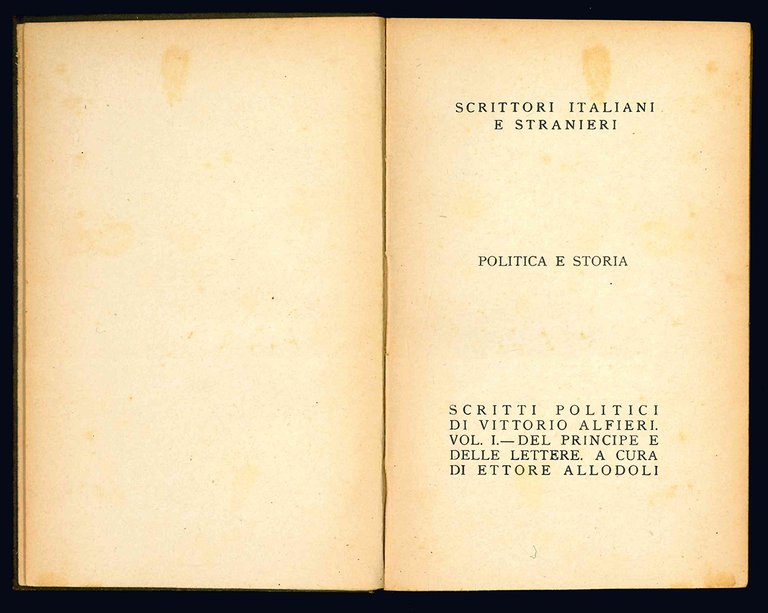 SCRITTORI ITALIANI
E STRANIERI
POLITICA E STORIA
SCRITTI POLITICI
DI VITTORIO ALFIERI.
VOL. I.—DEL PRINCIPE E
DELLE LETTERE. A CURA
DI ETTORE ALLODOLI